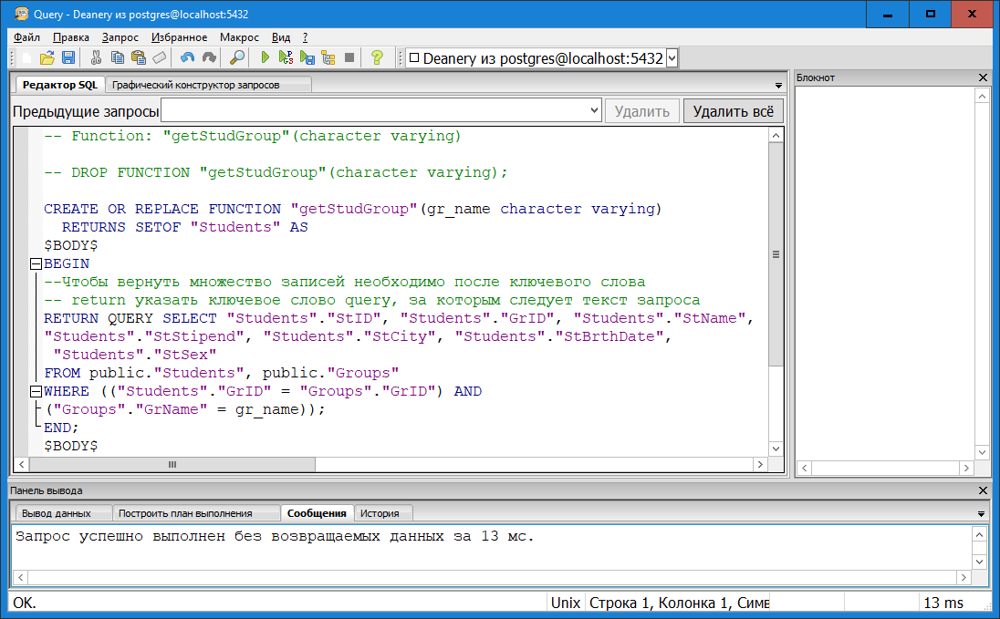 Query - Deanery из postgres@localhost:5432
Файл Правка Запрос Избранное Макрос Вид ?
Deanery из postgres@localhost:5432
Редактор SQL Графический конструктор запросов
Блокнот
Предыдущие запросы Удалить Удалить всё
-- Function: "getStudGroup"(character varying)
-- DROP FUNCTION "getStudGroup"(character varying);
CREATE OR REPLACE FUNCTION "getStudGroup"(gr_name character varying)
RETURNS SETOF "Students" AS
$BODY$
BEGIN
--Чтобы вернуть множество записей необходимо после ключевого слова
-- return указать ключевое слово query, за которым следует текст запроса
RETURN QUERY SELECT "Students"."StID", "Students"."GrID", "Students"."StName",
"Students"."StStipend", "Students"."StCity", "Students"."StBrthDate",
"Students"."StSex"
FROM public."Students", public."Groups"
WHERE (("Students"."GrID" = "Groups"."GrID") AND
("Groups"."GrName" = gr_name));
END;
$BODY$
Панель вывода
Вывод данных Построить план выполнения Сообщения История
Запрос успешно выполнен без возвращаемых данных за 13 мс.
OK. Unix Строка 1, Колонка 1, Симв 13 ms